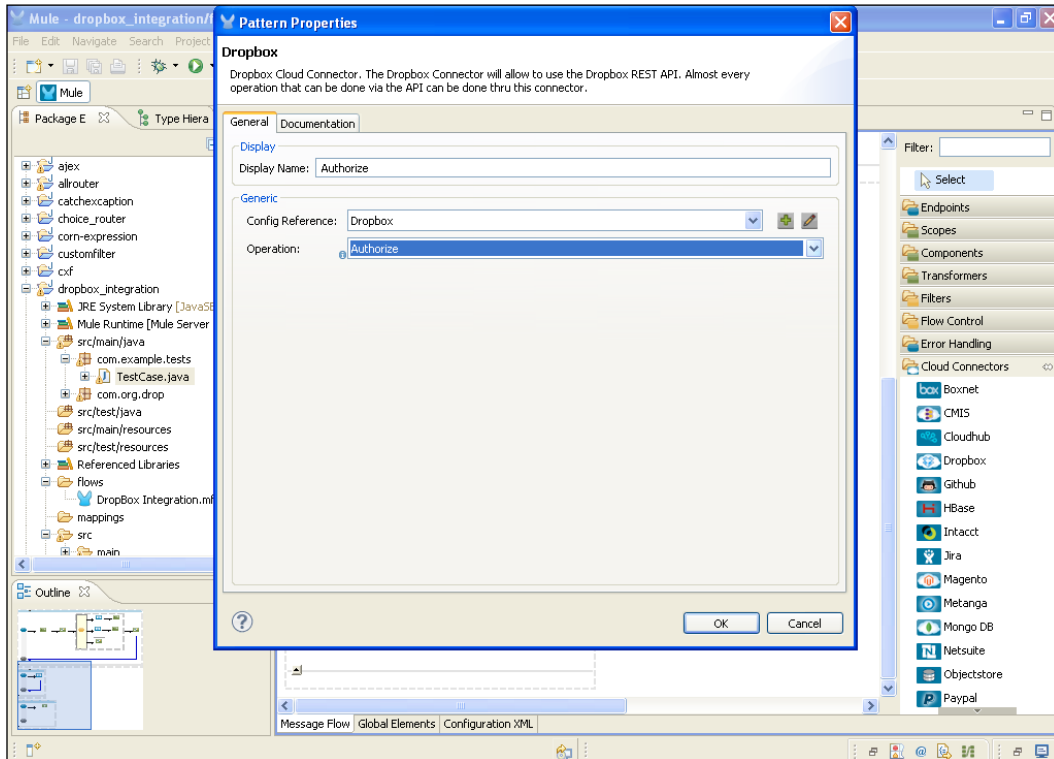 Mule - dropbox_integration/f
File Edit Navigate Search Project
Mule
Package E
Type Hiera
ajex
allrouter
catchexcaption
choice_router
corn-expression
customfilter
cxf
dropbox_integration
JRE System Library [JavaSE
Mule Runtime [Mule Server
src/main/java
com.example.tests
TestCase.java
com.org.drop
src/test/java
src/main/resources
src/test/resources
Referenced Libraries
flows
DropBox Integration.mf
mappings
src
main
Outline
Pattern Properties
Dropbox
Dropbox Cloud Connector. The Dropbox Connector will allow to use the Dropbox REST API. Almost every
operation that can be done via the API can be done thru this connector.
General Documentation
Display
Display Name: Authorize
Generic
Config Reference: Dropbox
Operation: Authorize
OK Cancel
Message Flow Global Elements Configuration XML
Filter:
Select
Endpoints
Scopes
Components
Transformers
Filters
Flow Control
Error Handling
Cloud Connectors
box Boxnet
CMIS
Cloudhub
Dropbox
Github
HBase
Intacct
Jira
Magento
Metanga
Mongo DB
Netsuite
Objectstore
Paypal